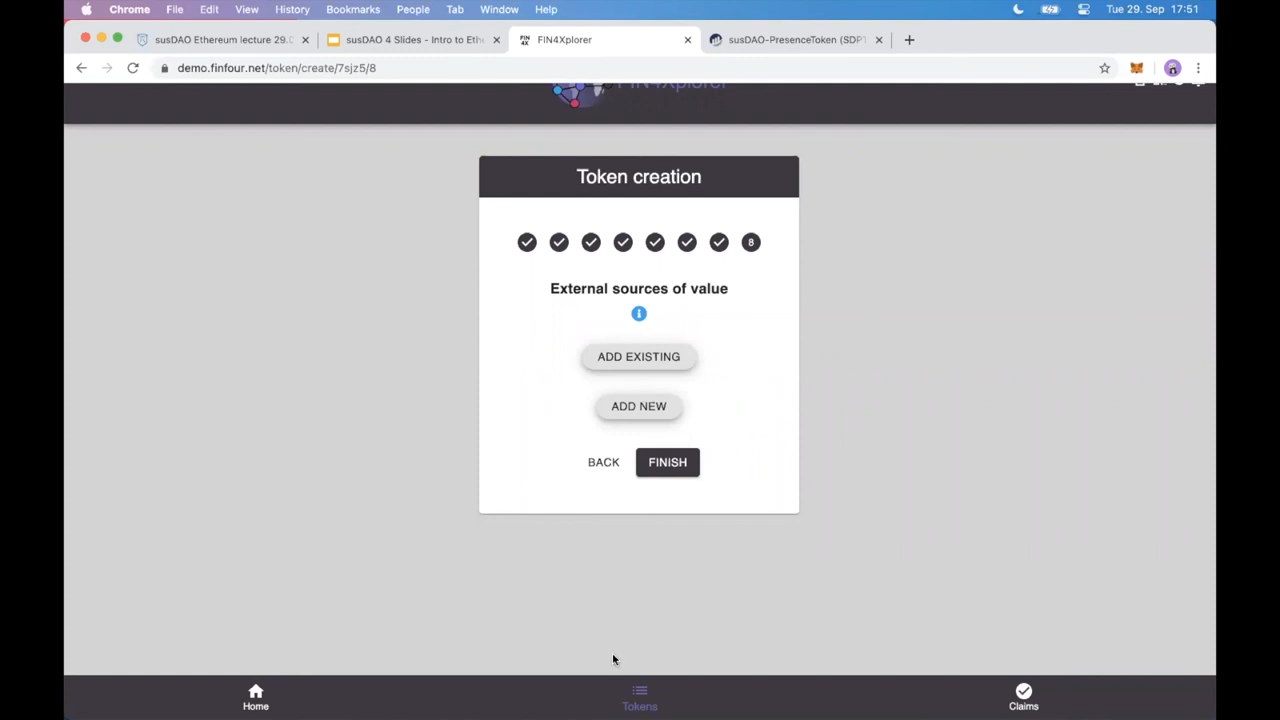 Chrome File Edit View History Bookmarks People Tab Window Help Tue 29. Sep 17:51
susDAO Ethereum lecture 29. susDAO 4 Slides - Intro to Eth FIN4Xplorer susDAO-PresenceToken (SDPT
demo.finfour.net/token/create/7sjz5/8
FIN4Xplorer
Token creation
8
External sources of value
i
ADD EXISTING
ADD NEW
BACK FINISH
Home Tokens Claims